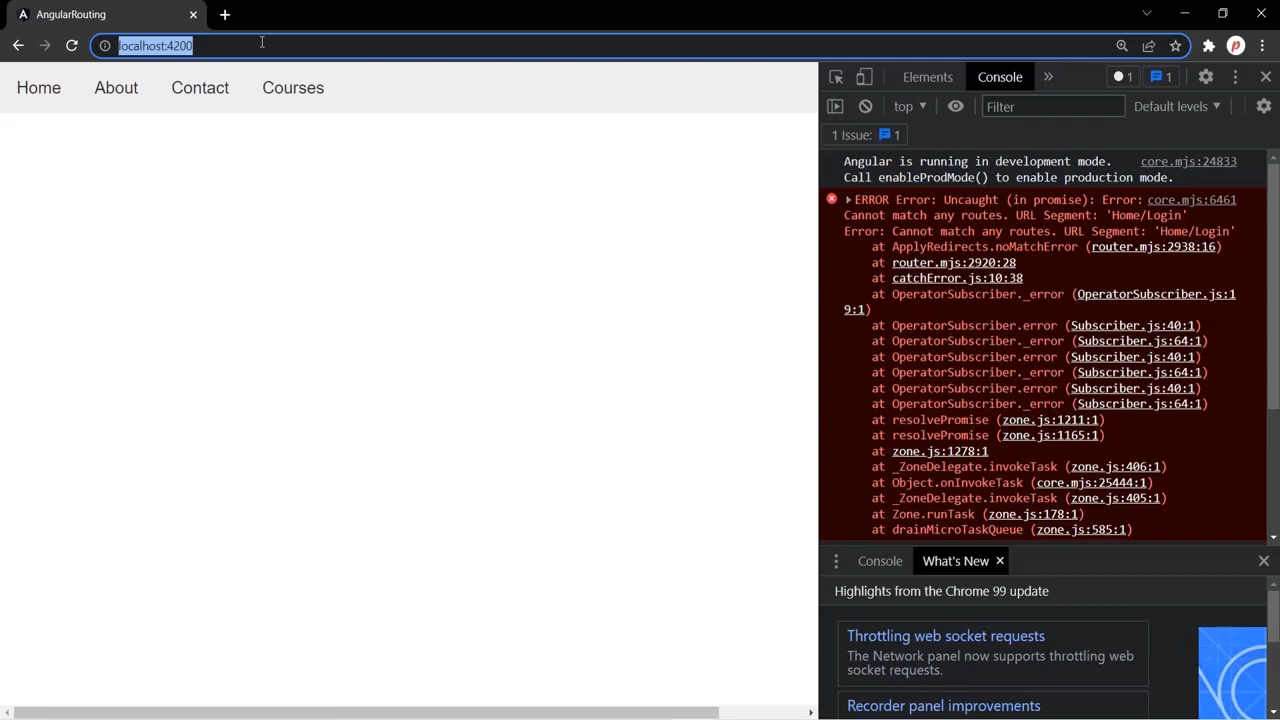 AngularRouting
localhost:4200
Home About Contact Courses
Elements Console 1 1
top Filter Default levels
1 Issue: 1
Angular is running in development mode. core.mjs:24833
Call enableProdMode() to enable production mode.
ERROR Error: Uncaught (in promise): Error: core.mjs:6461
Cannot match any routes. URL Segment: 'Home/Login'
Error: Cannot match any routes. URL Segment: 'Home/Login'
at ApplyRedirects.noMatchError (router.mjs:2938:16)
at router.mjs:2920:28
at catchError.js:10:38
at OperatorSubscriber._error (OperatorSubscriber.js:1
9:1)
at OperatorSubscriber.error (Subscriber.js:40:1)
at OperatorSubscriber._error (Subscriber.js:64:1)
at OperatorSubscriber.error (Subscriber.js:40:1)
at OperatorSubscriber._error (Subscriber.js:64:1)
at OperatorSubscriber.error (Subscriber.js:40:1)
at OperatorSubscriber._error (Subscriber.js:64:1)
at resolvePromise (zone.js:1211:1)
at resolvePromise (zone.js:1165:1)
at zone.js:1278:1
at _ZoneDelegate.invokeTask (zone.js:406:1)
at Object.onInvokeTask (core.mjs:25444:1)
at _ZoneDelegate.invokeTask (zone.js:405:1)
at Zone.runTask (zone.js:178:1)
at drainMicroTaskQueue (zone.js:585:1)
Console What's New
Highlights from the Chrome 99 update
Throttling web socket requests
The Network panel now supports throttling web
socket requests.
Recorder panel improvements